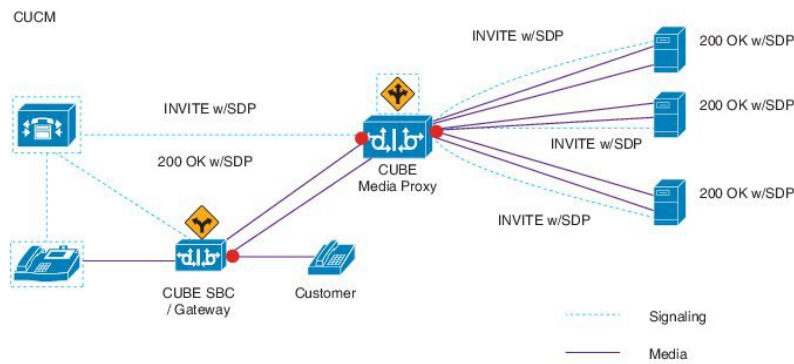 CUCM
INVITE w/SDP
200 OK w/SDP
INVITE w/SDP
200 OK w/SDP
CUBE
Media Proxy
INVITE w/SDP
200 OK w/SDP
INVITE w/SDP
200 OK w/SDP
CUBE SBC
/ Gateway
Customer
Signaling
Media